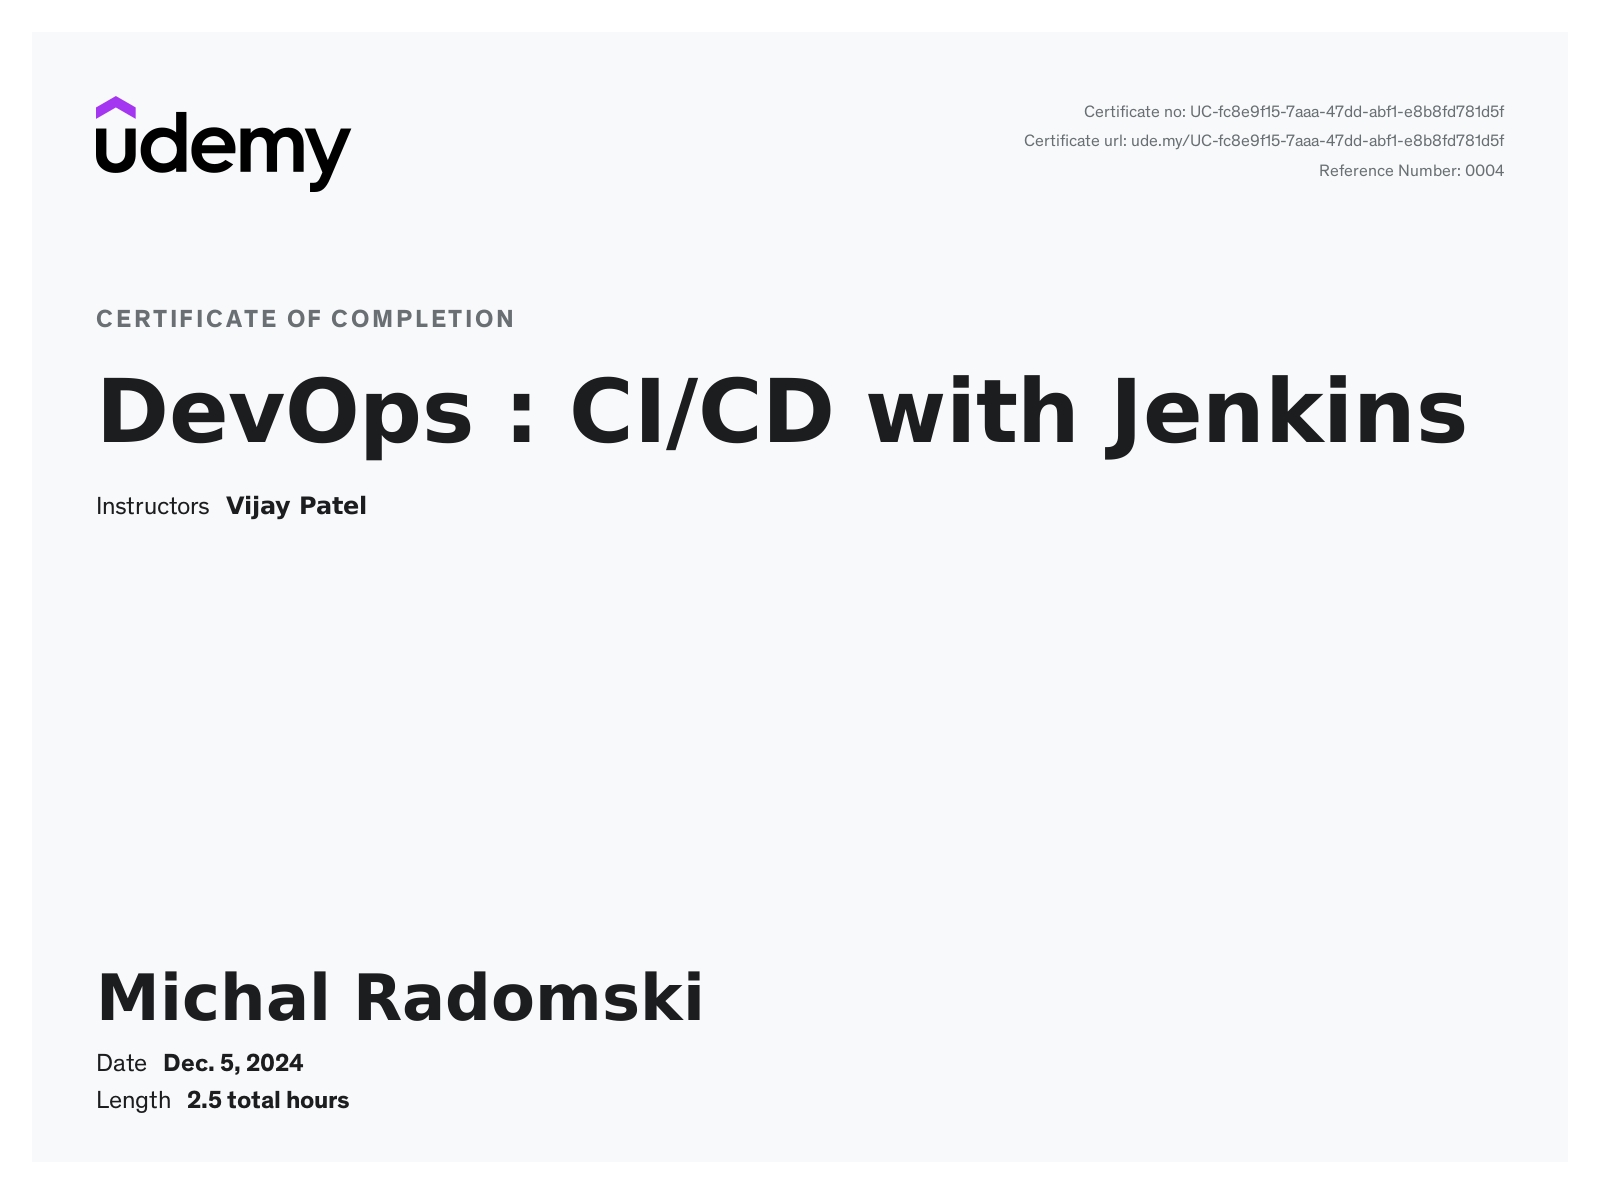 udemy
Certificate no: UC-fc8e9f15-7aaa-47dd-abf1-e8b8fd781d5f
Certificate url: ude.my/UC-fc8e9f15-7aaa-47dd-abf1-e8b8fd781d5f
Reference Number: 0004
CERTIFICATE OF COMPLETION
DevOps : CI/CD with Jenkins
Instructors Vijay Patel
Michal Radomski
Date Dec. 5, 2024
Length 2.5 total hours